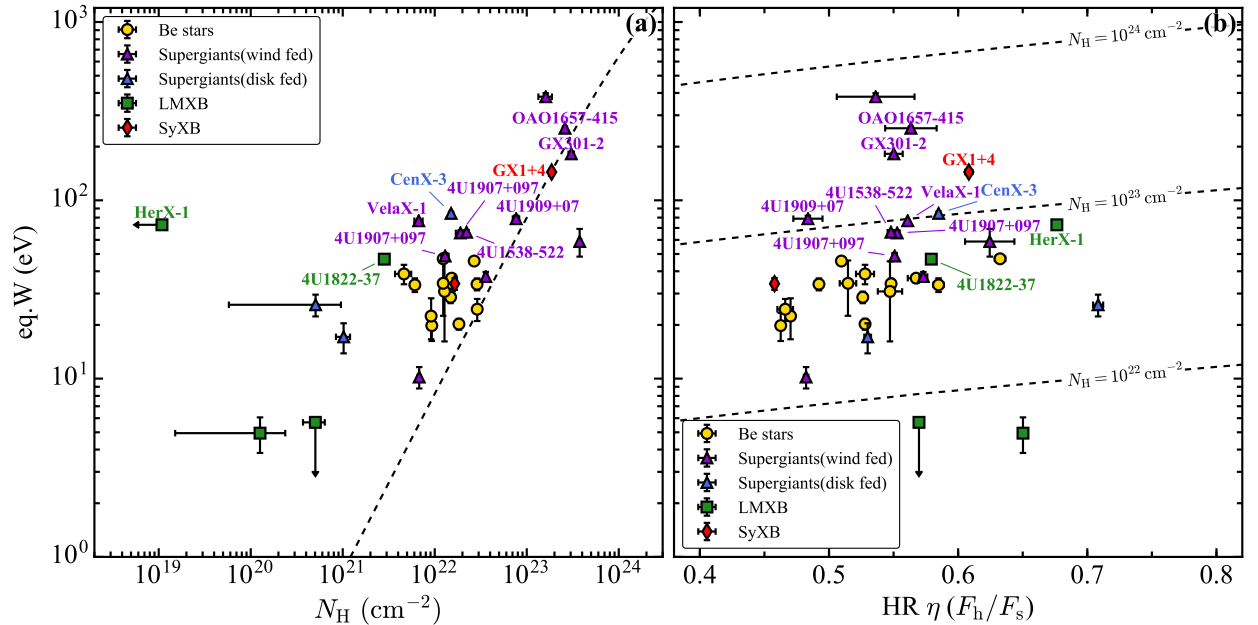 (a)
Be stars
Supergiants(wind fed)
Supergiants(disk fed)
LMXB
SyXB
OAO1657-415
GX301-2
GX1+4
CenX-3
4U1907+097
VelaX-1
4U1909+07
HerX-1
4U1907+097
4U1538-522
4U1822-37
10³
10²
10¹
10⁰
eq.W (eV)
10¹⁹ 10²⁰ 10²¹ 10²² 10²³ 10²⁴
N_H (cm⁻²)
(b)
N_H = 10²⁴ cm⁻²
OAO1657-415
GX301-2
GX1+4
4U1538-522
VelaX-1
CenX-3
N_H = 10²³ cm⁻²
4U1909+07
4U1907+097
4U1907+097
HerX-1
4U1822-37
N_H = 10²² cm⁻²
Be stars
Supergiants(wind fed)
Supergiants(disk fed)
LMXB
SyXB
0.4 0.5 0.6 0.7 0.8
HR η (F_h/F_s)